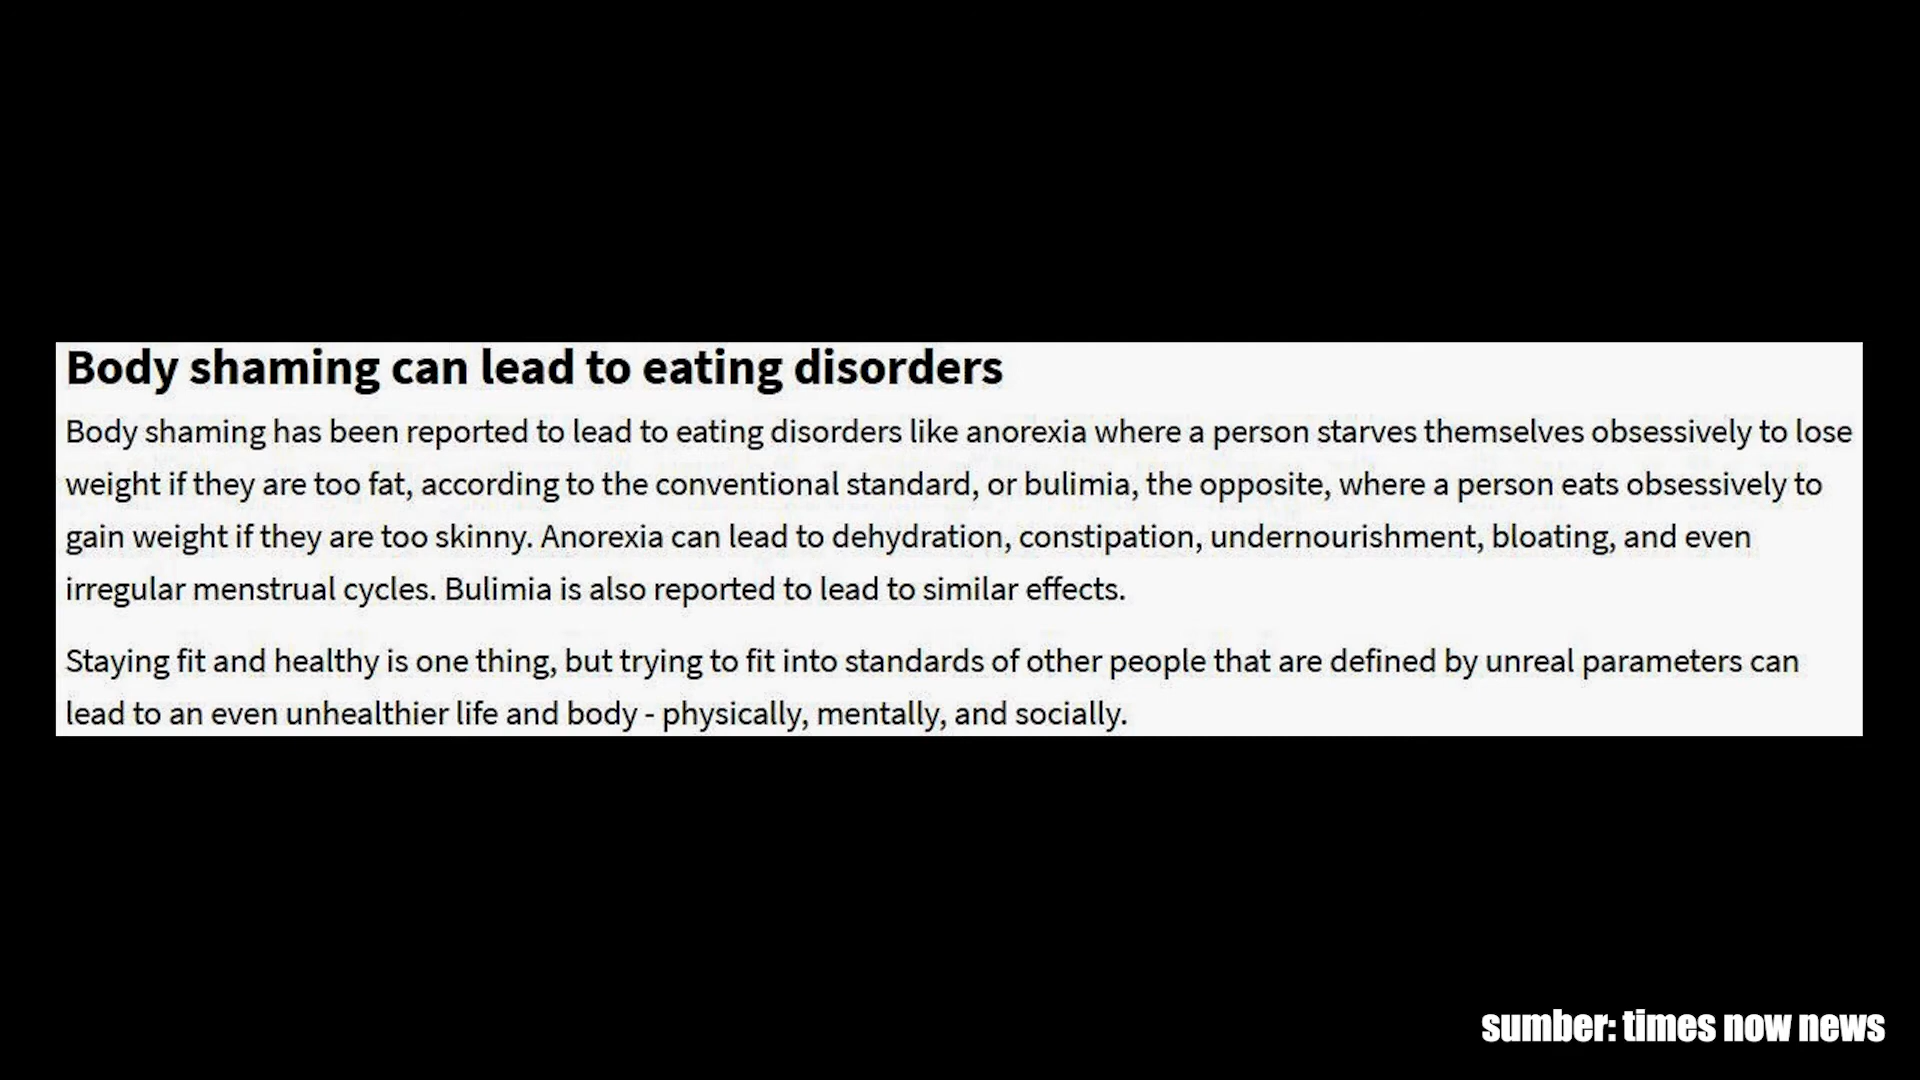 Body shaming can lead to eating disorders
Body shaming has been reported to lead to eating disorders like anorexia where a person starves themselves obsessively to lose
weight if they are too fat, according to the conventional standard, or bulimia, the opposite, where a person eats obsessively to
gain weight if they are too skinny. Anorexia can lead to dehydration, constipation, undernourishment, bloating, and even
irregular menstrual cycles. Bulimia is also reported to lead to similar effects.
Staying fit and healthy is one thing, but trying to fit into standards of other people that are defined by unreal parameters can
lead to an even unhealthier life and body - physically, mentally, and socially.
sumber: times now news